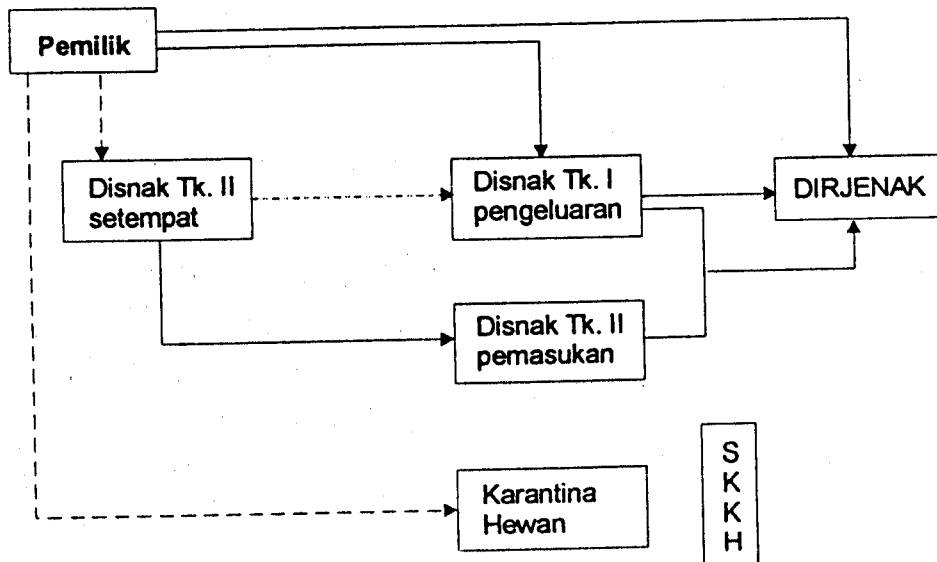 Pemilik
Disnak Tk. II
setempat
Disnak Tk. I
pengeluaran
DIRJENAK
Disnak Tk. II
pemasukan
Karantina
Hewan
S
K
K
H